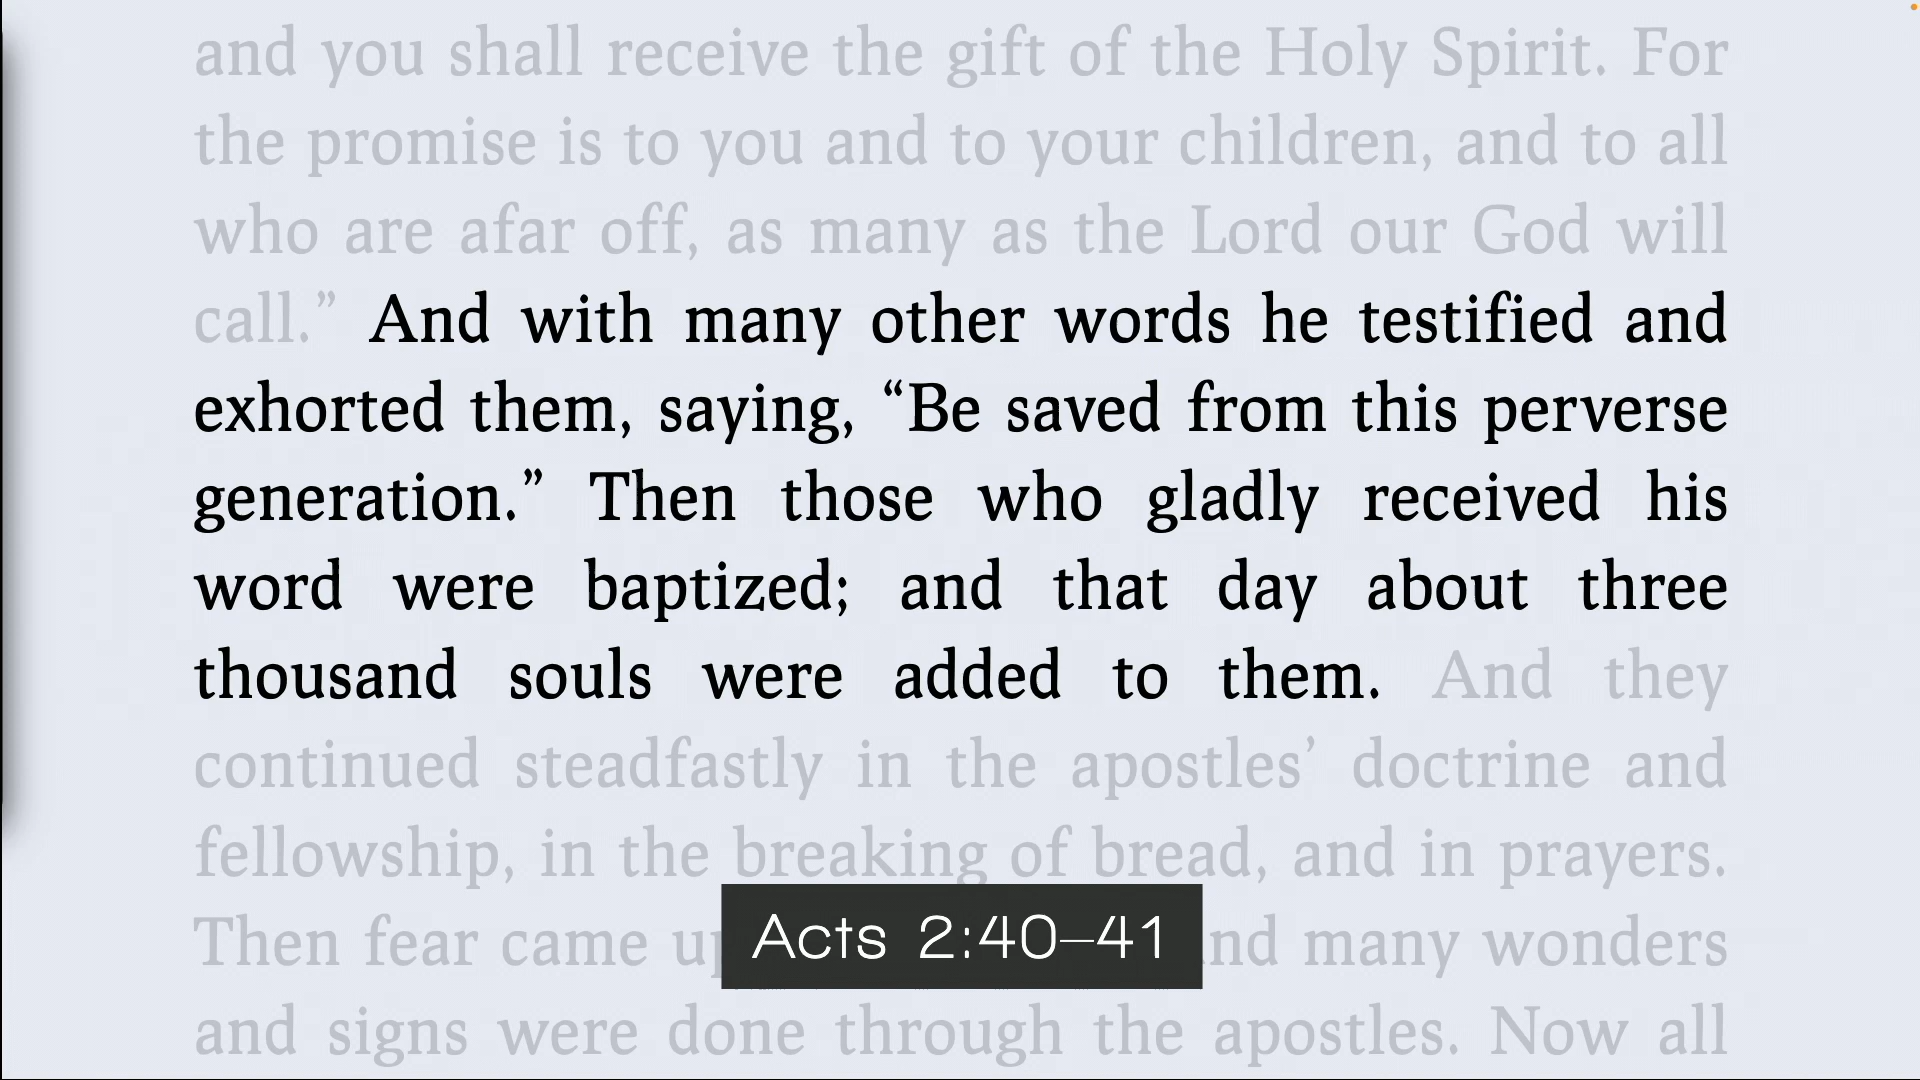 and you shall receive the gift of the Holy Spirit. For
the promise is to you and to your children, and to all
who are afar off, as many as the Lord our God will
call.” And with many other words he testified and
exhorted them, saying, “Be saved from this perverse
generation.” Then those who gladly received his
word were baptized; and that day about three
thousand souls were added to them. And they
continued steadfastly in the apostles’ doctrine and
fellowship, in the breaking of bread, and in prayers.
Then fear came many wonders
Acts 2:40–41
and signs were done through the apostles. Now all